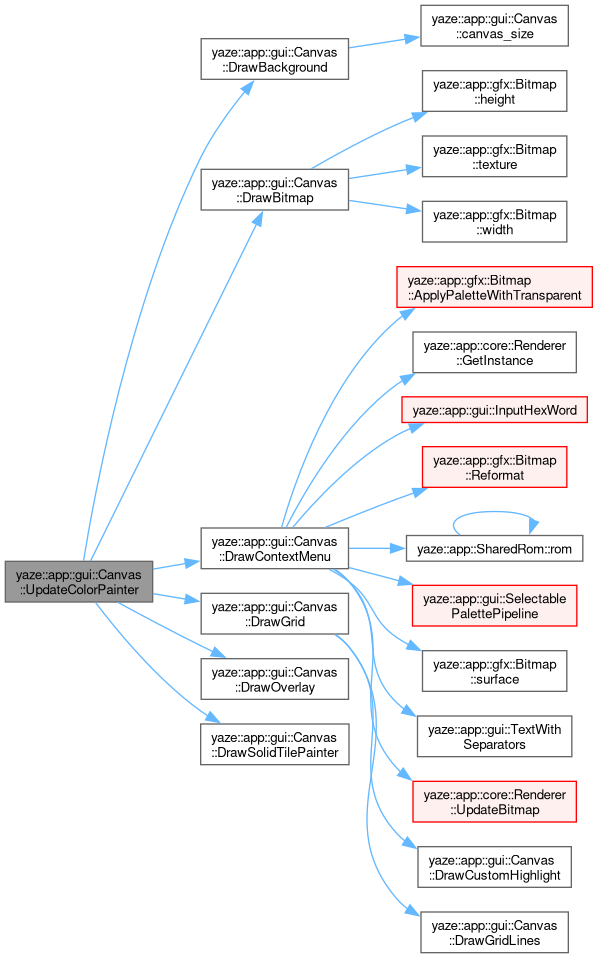 yaze::app::gui::Canvas
::UpdateColorPainter
yaze::app::gui::Canvas
::DrawBackground
yaze::app::gui::Canvas
::canvas_size
yaze::app::gui::Canvas
::DrawBitmap
yaze::app::gfx::Bitmap
::height
yaze::app::gfx::Bitmap
::texture
yaze::app::gfx::Bitmap
::width
yaze::app::gui::Canvas
::DrawContextMenu
yaze::app::gfx::Bitmap
::ApplyPaletteWithTransparent
yaze::app::core::Renderer
::GetInstance
yaze::app::gui::InputHexWord
yaze::app::gfx::Bitmap
::Reformat
yaze::app::SharedRom::rom
yaze::app::gui::Selectable
PalettePipeline
yaze::app::gfx::Bitmap
::surface
yaze::app::gui::TextWith
Separators
yaze::app::core::Renderer
::UpdateBitmap
yaze::app::gui::Canvas
::DrawGrid
yaze::app::gui::Canvas
::DrawCustomHighlight
yaze::app::gui::Canvas
::DrawGridLines
yaze::app::gui::Canvas
::DrawOverlay
yaze::app::gui::Canvas
::DrawSolidTilePainter